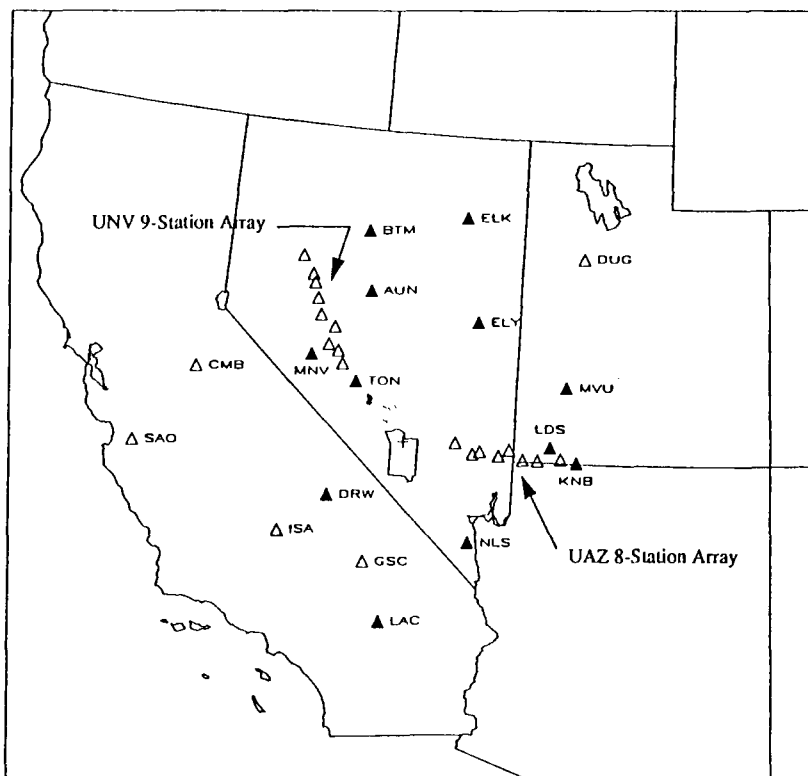 UNV 9-Station Array
BTM
ELK
DUG
AUN
ELY
CMB
MNV
TON
MVU
SAO
LDS
KNB
DRW
ISA
GSC
NLS
UAZ 8-Station Array
LAC